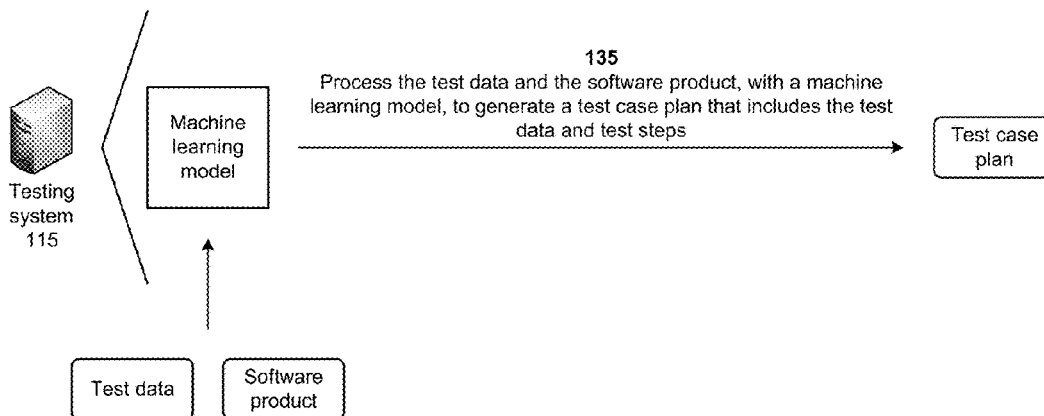 135
Process the test data and the software product, with a machine
learning model, to generate a test case plan that includes the test
data and test steps
Machine
learning
model
Test case
plan
Testing
system
115
Test data
Software
product